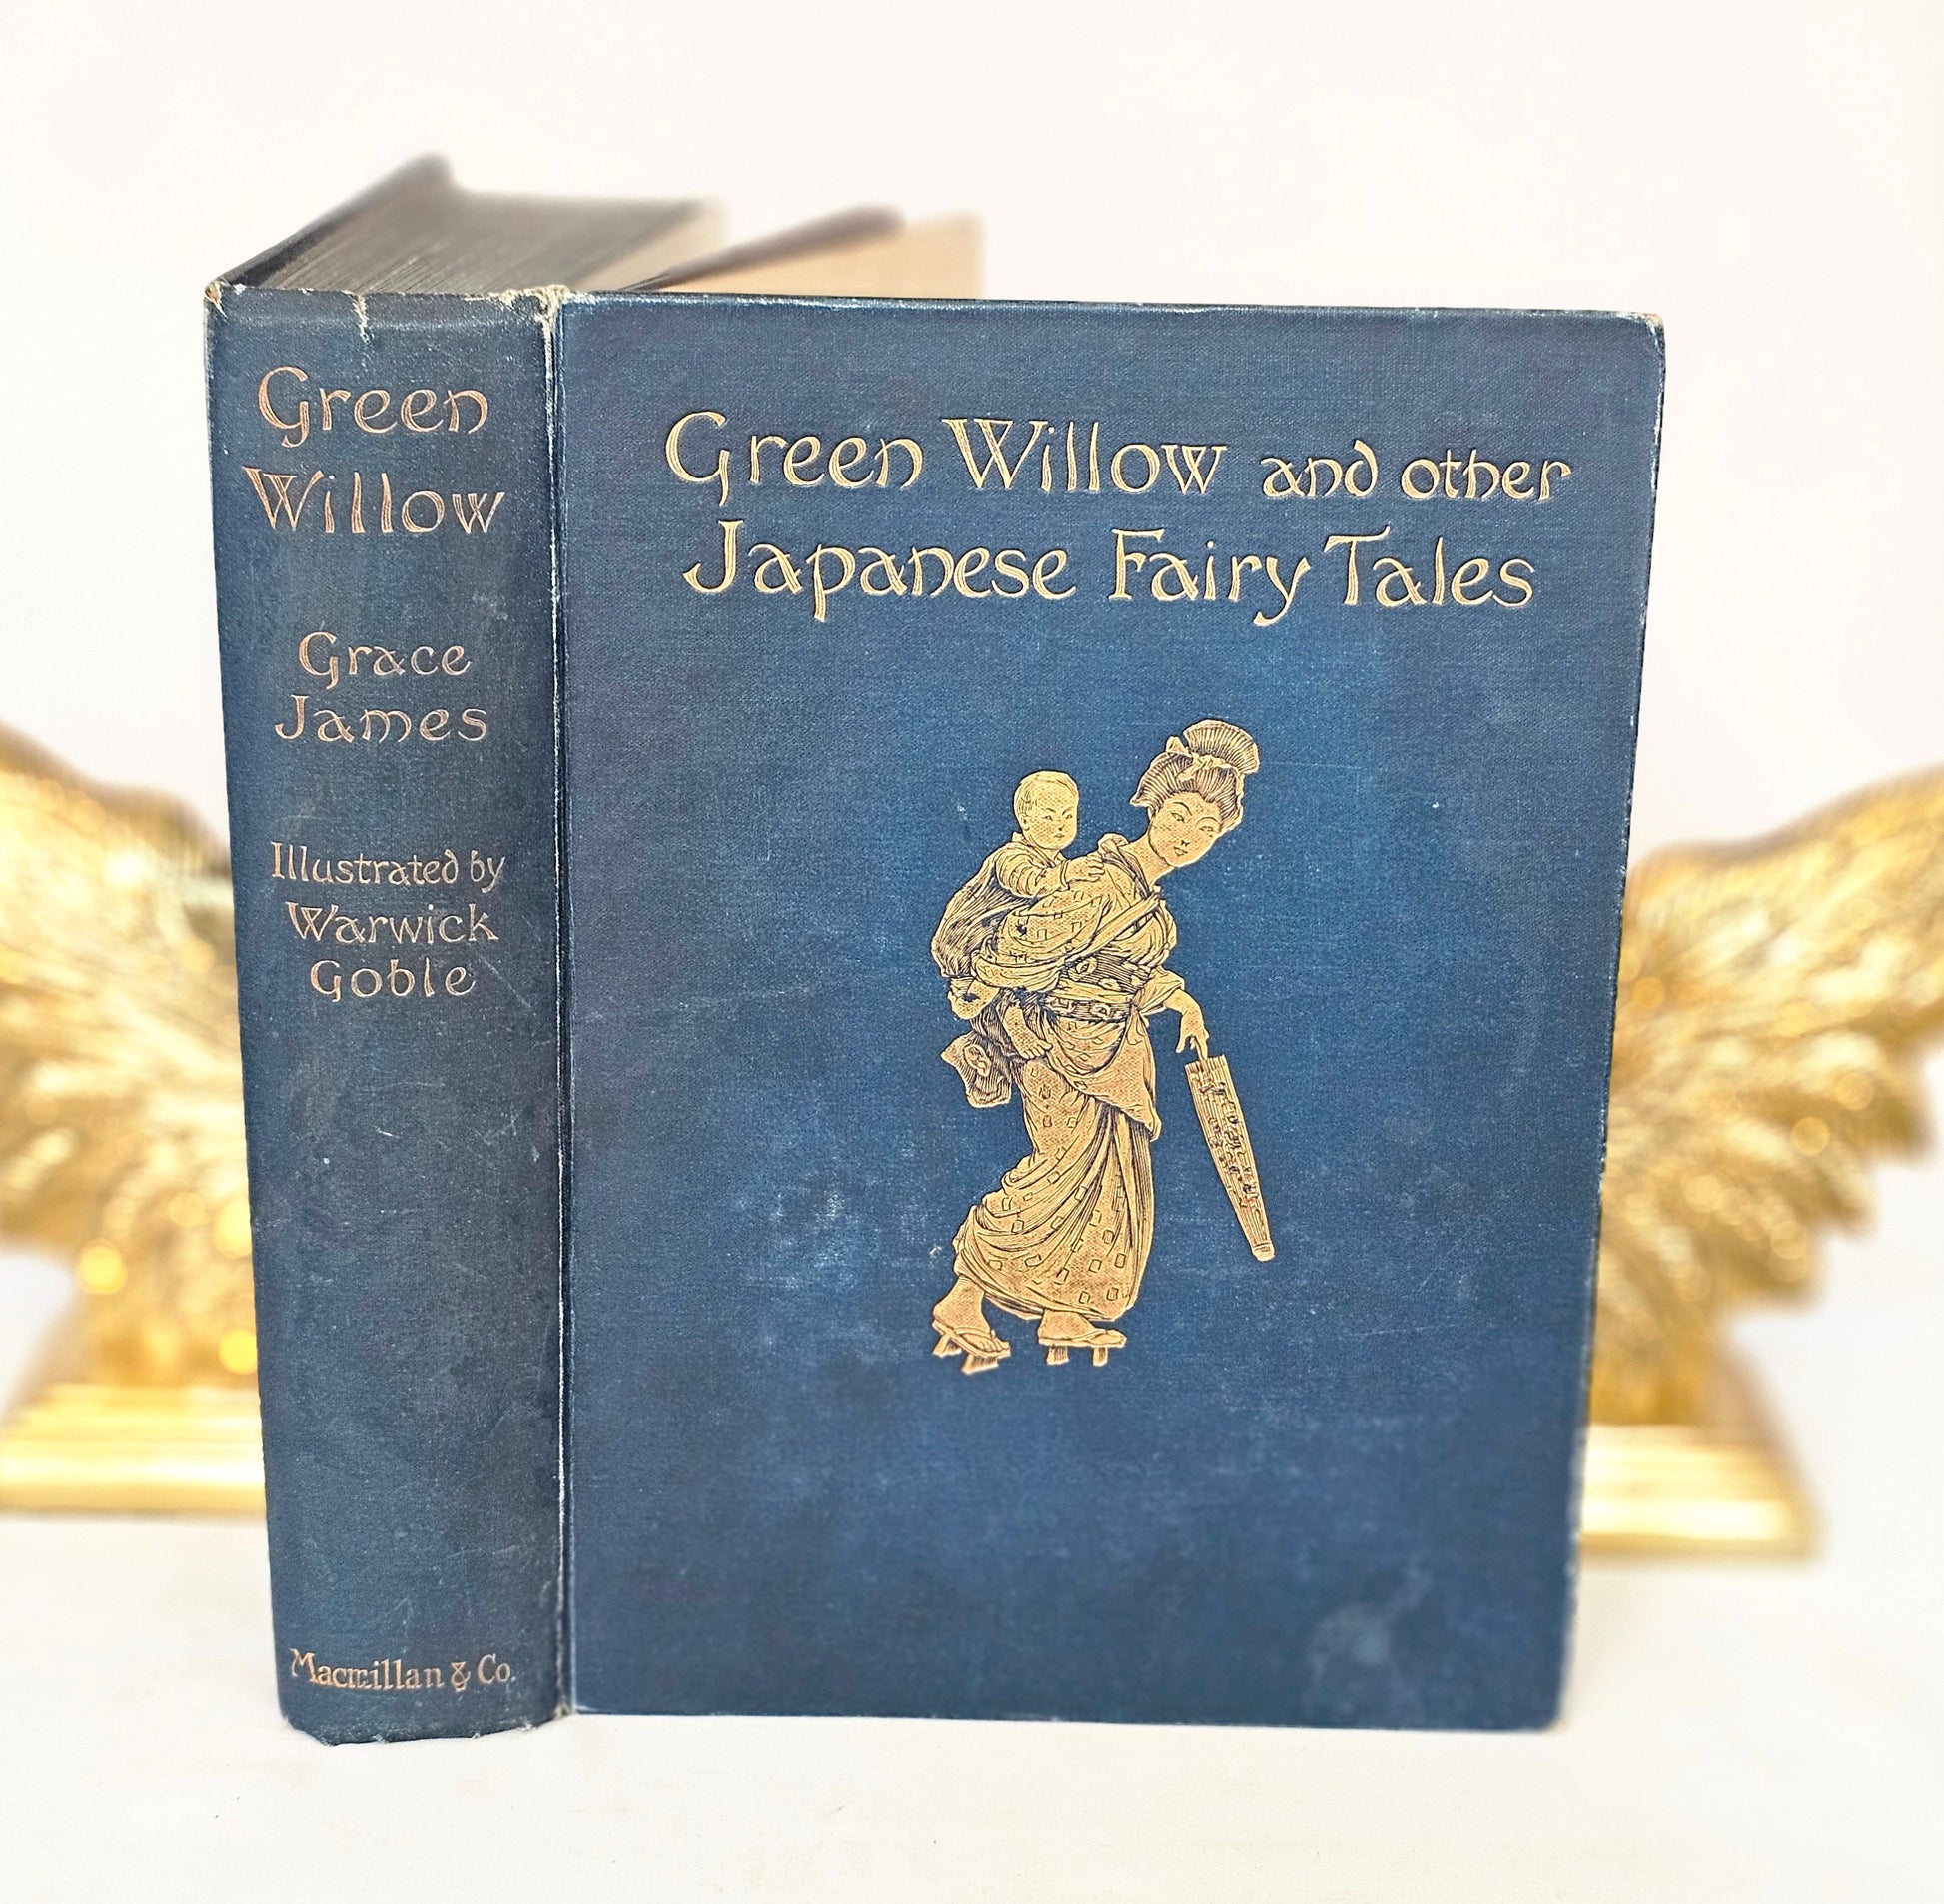 Green
Willow
Grace
James
Illustrated by
Warwick
Goble
Macmillan & Co.
Green Willow and other
Japanese Fairy Tales